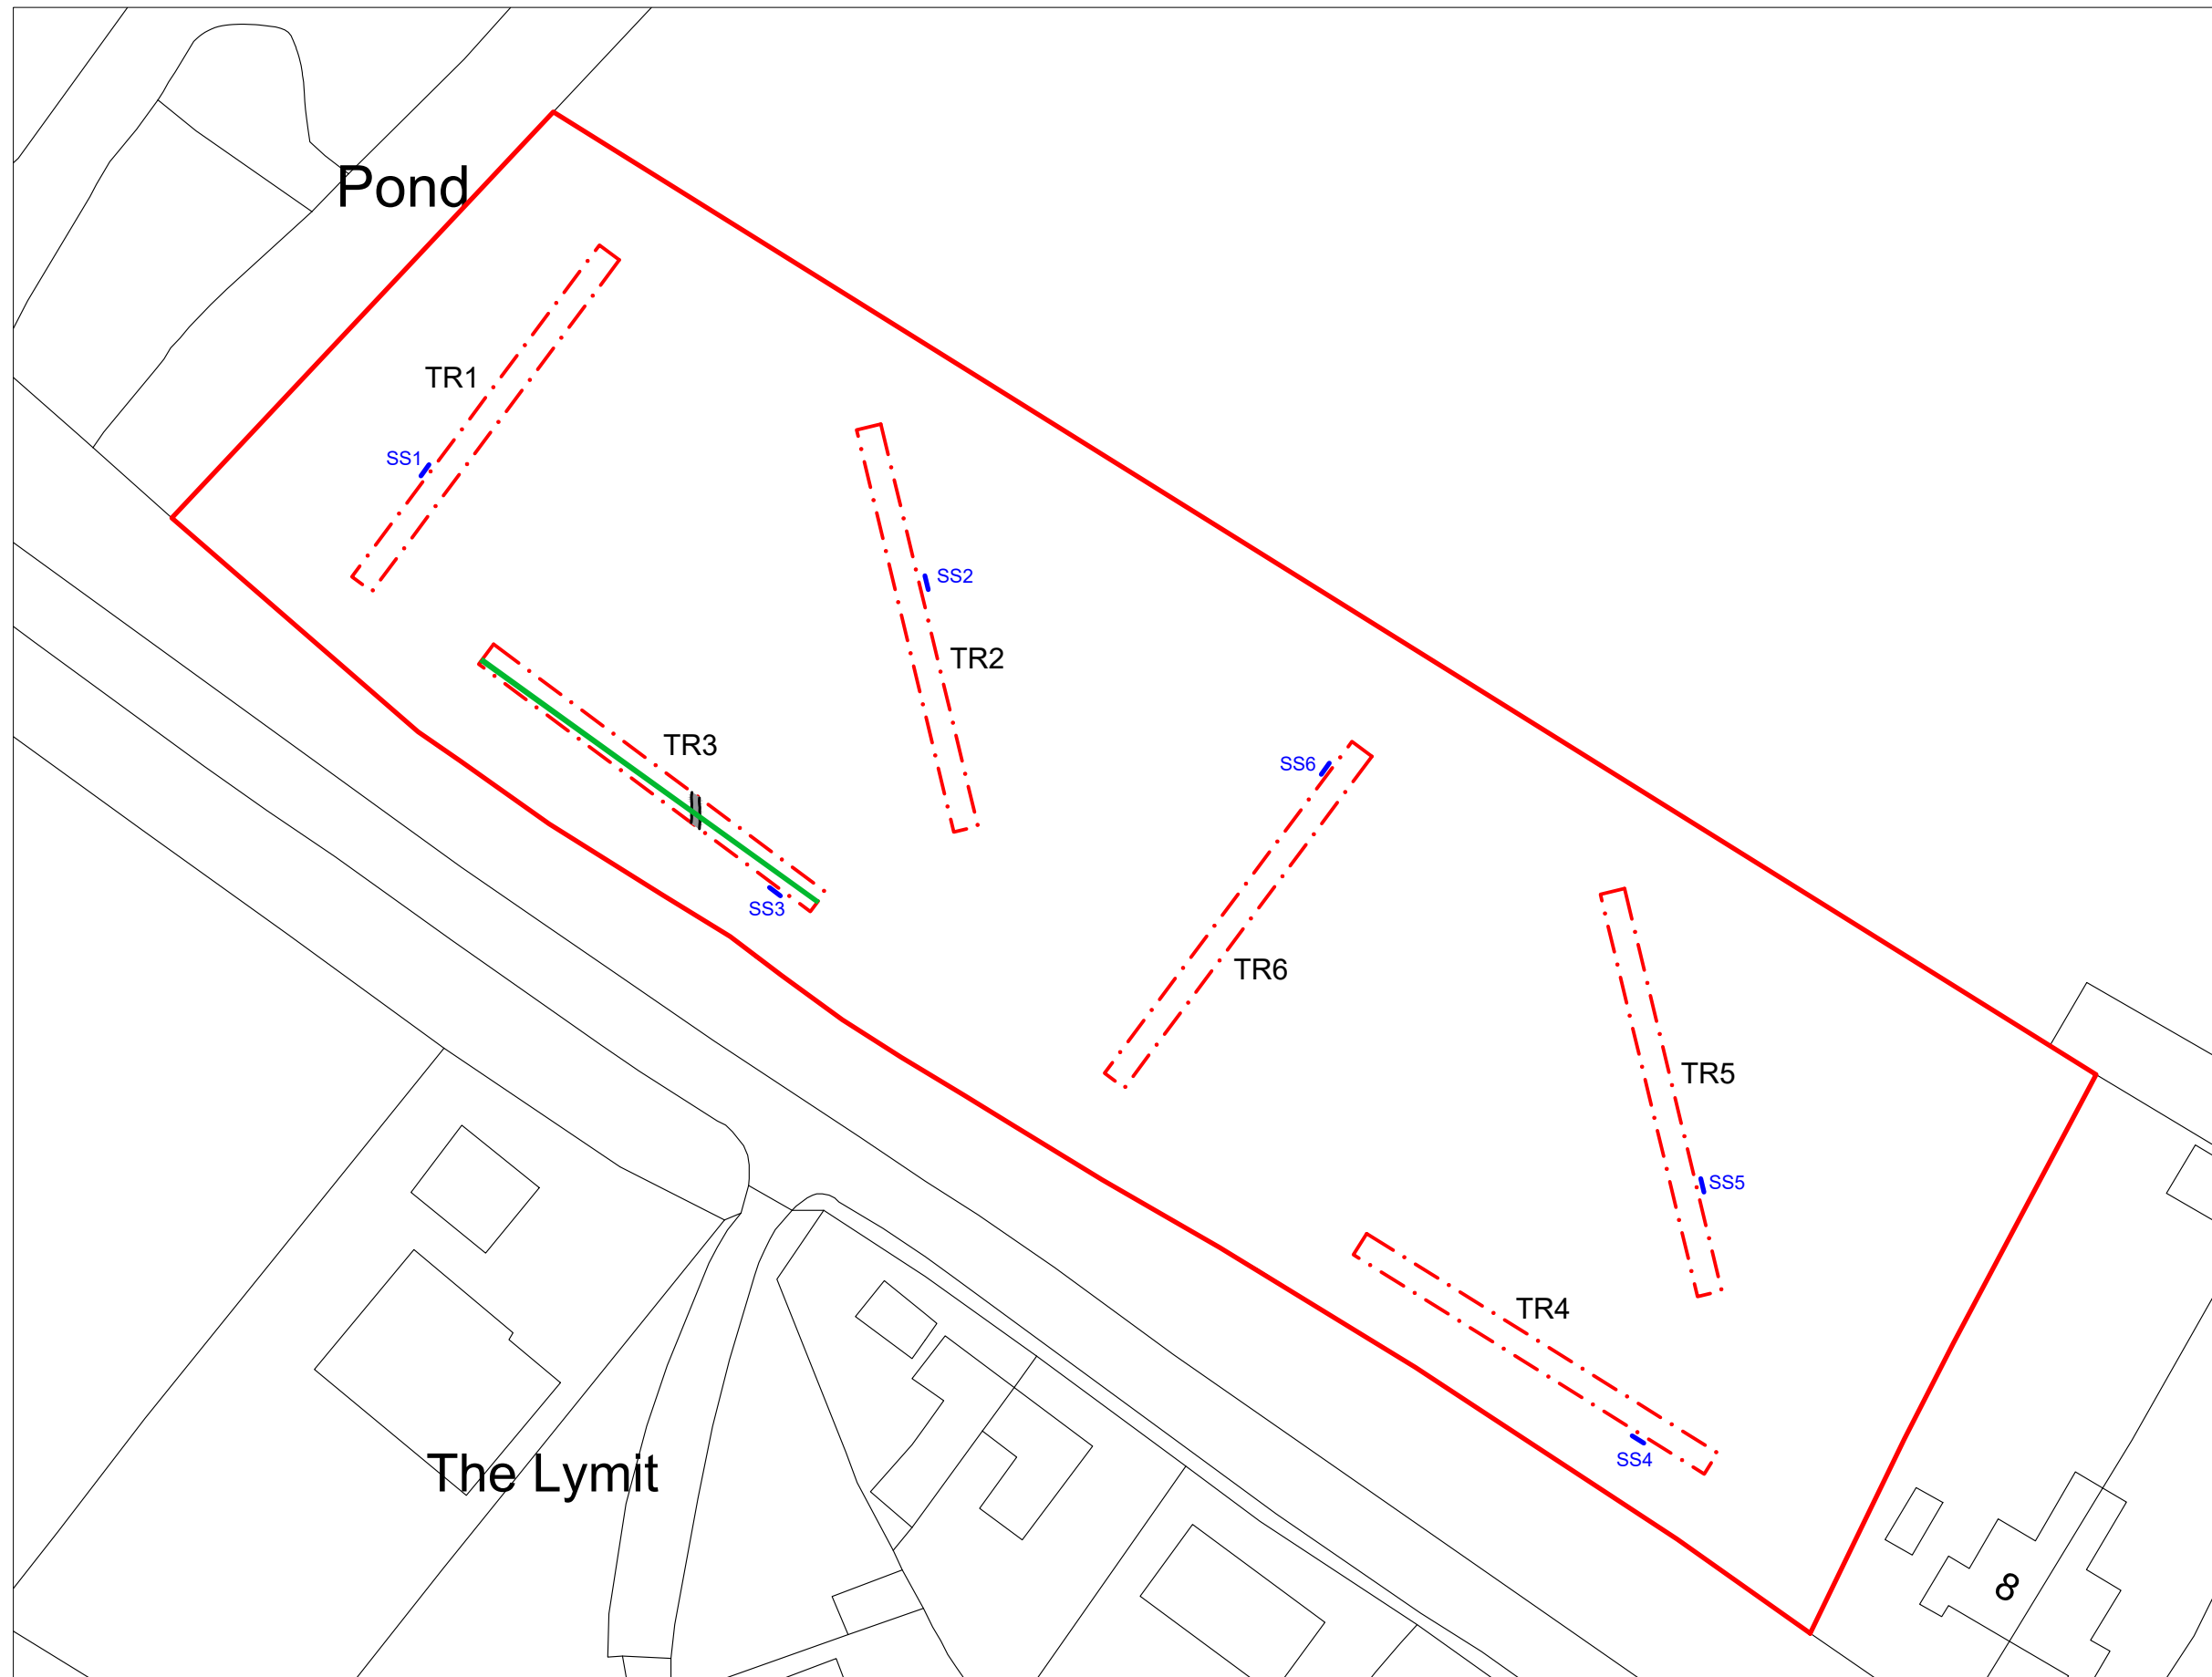 Pond
TR1
SS1
SS2
TR2
TR3
SS6
SS3
TR6
TR5
SS5
TR4
SS4
The Lymit
8